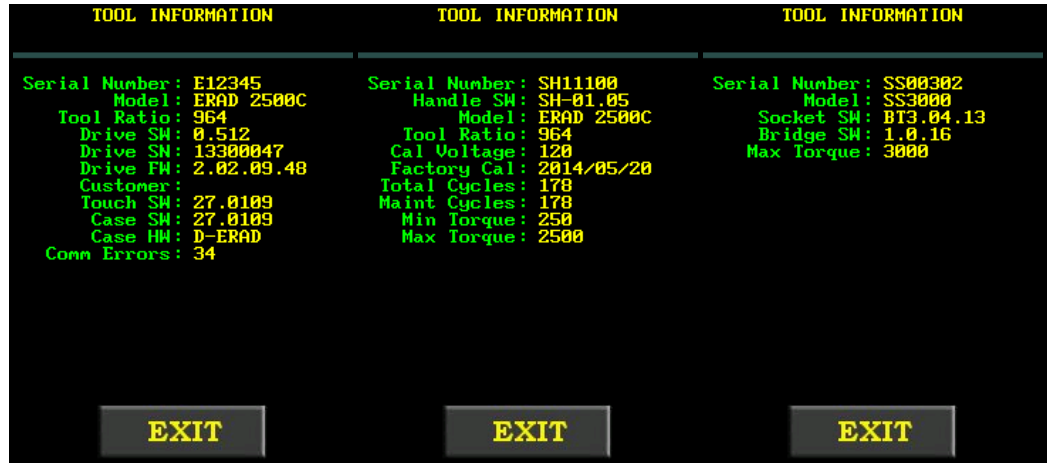 TOOL INFORMATION
Serial Number: E12345
Model: ERAD 2500C
Tool Ratio: 964
Drive SW: 0.512
Drive SN: 13300047
Drive FW: 2.02.09.48
Customer:
Touch SW: 27.0109
Case SW: 27.0109
Case HW: D-ERAD
Comm Errors: 34
EXIT
TOOL INFORMATION
Serial Number: SH11100
Handle SW: SH-01.05
Model: ERAD 2500C
Tool Ratio: 964
Cal Voltage: 120
Factory Cal: 2014/05/20
Total Cycles: 178
Maint Cycles: 178
Min Torque: 250
Max Torque: 2500
EXIT
TOOL INFORMATION
Serial Number: SS00302
Model: SS3000
Socket SW: BT3.04.13
Bridge SW: 1.0.16
Max Torque: 3000
EXIT